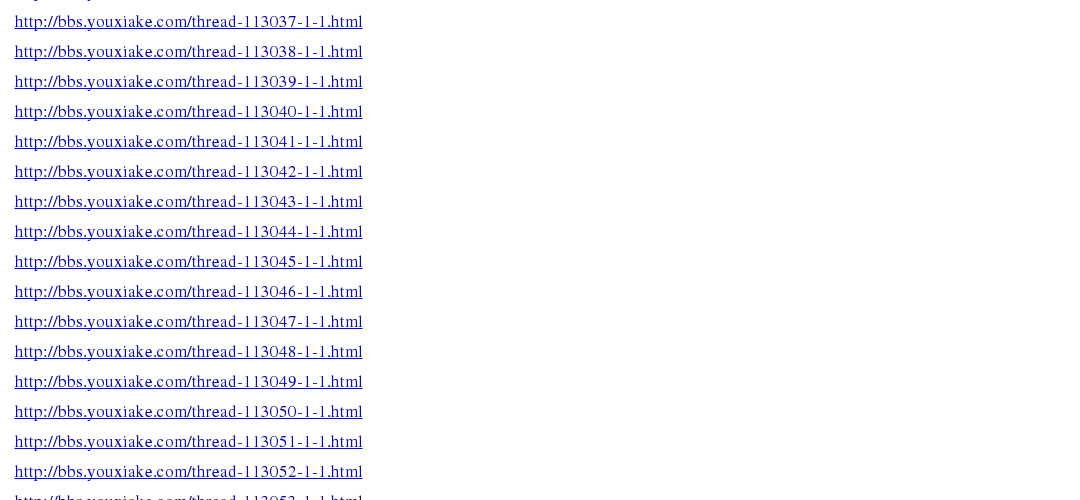 http://bbs.youxiake.com/thread-113037-1-1.html
http://bbs.youxiake.com/thread-113038-1-1.html
http://bbs.youxiake.com/thread-113039-1-1.html
http://bbs.youxiake.com/thread-113040-1-1.html
http://bbs.youxiake.com/thread-113041-1-1.html
http://bbs.youxiake.com/thread-113042-1-1.html
http://bbs.youxiake.com/thread-113043-1-1.html
http://bbs.youxiake.com/thread-113044-1-1.html
http://bbs.youxiake.com/thread-113045-1-1.html
http://bbs.youxiake.com/thread-113046-1-1.html
http://bbs.youxiake.com/thread-113047-1-1.html
http://bbs.youxiake.com/thread-113048-1-1.html
http://bbs.youxiake.com/thread-113049-1-1.html
http://bbs.youxiake.com/thread-113050-1-1.html
http://bbs.youxiake.com/thread-113051-1-1.html
http://bbs.youxiake.com/thread-113052-1-1.html